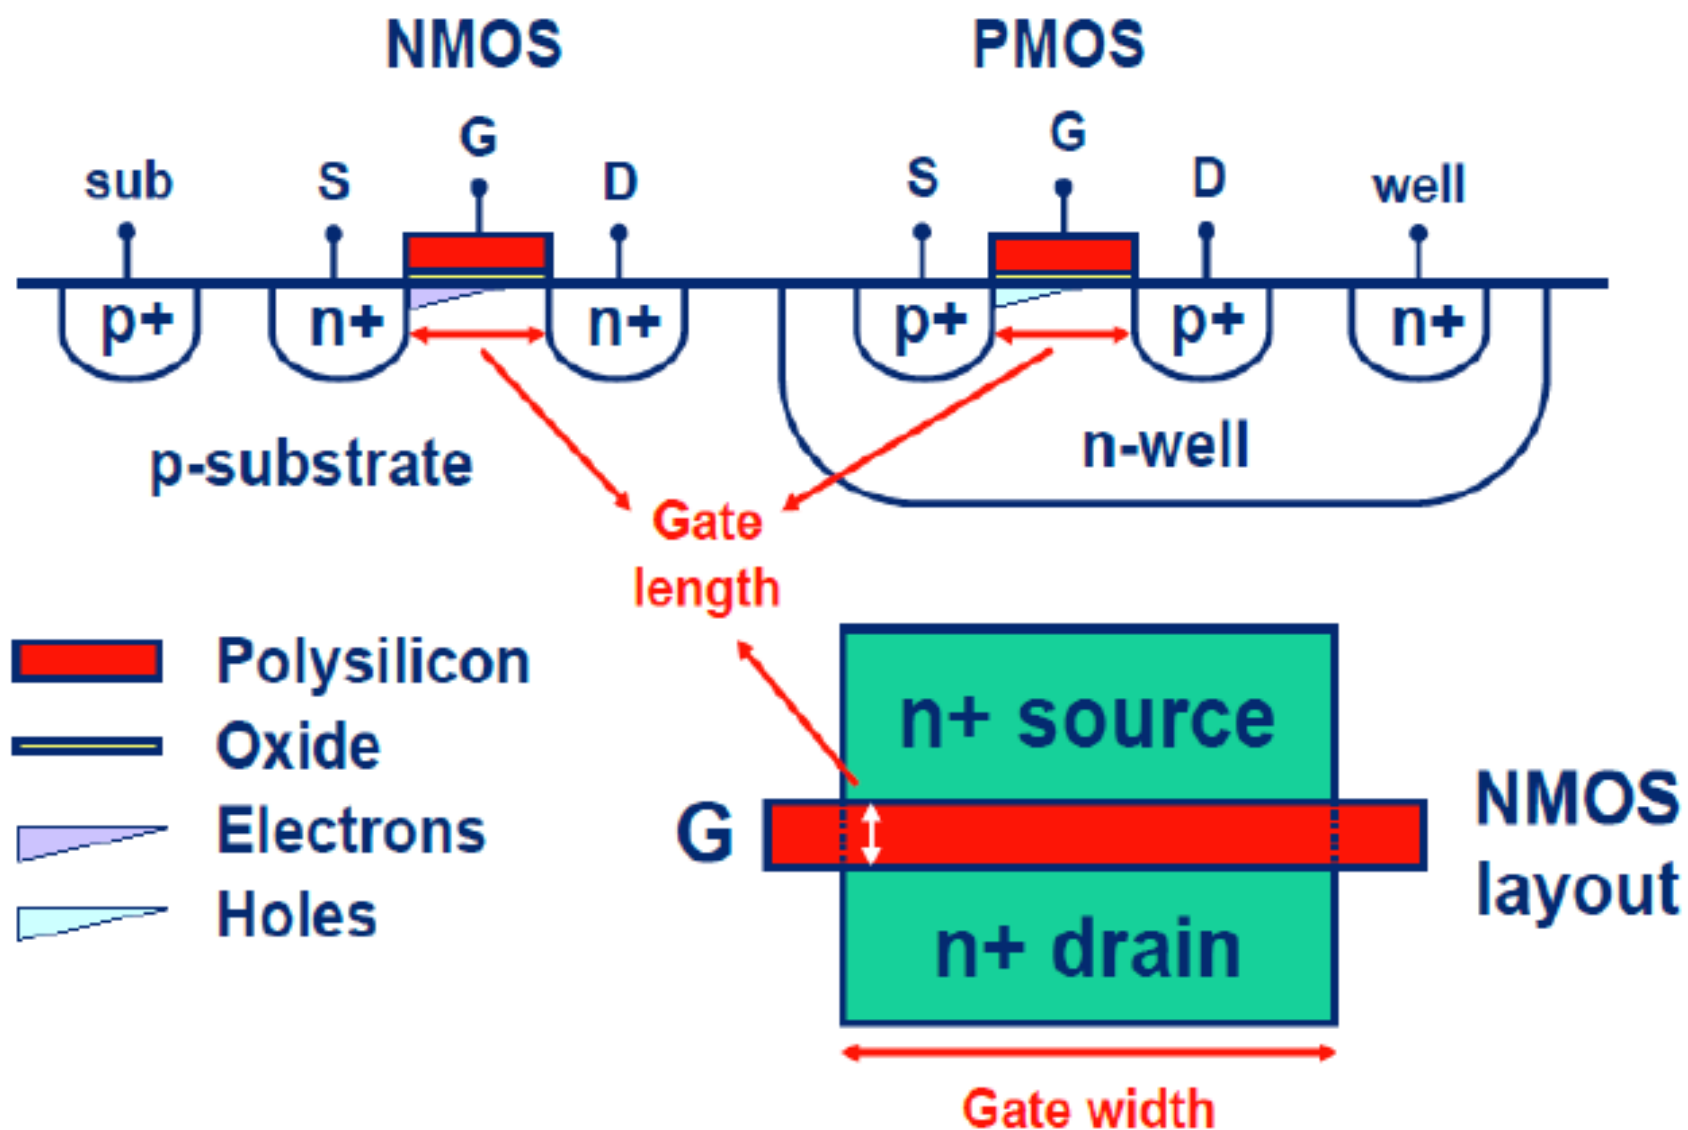 NMOS
PMOS
sub
S
G
D
S
G
D
well
p+
n+
n+
p+
p+
n+
p-substrate
n-well
Gate
length
Polysilicon
Oxide
Electrons
Holes
n+ source
G
n+ drain
NMOS
layout
Gate width